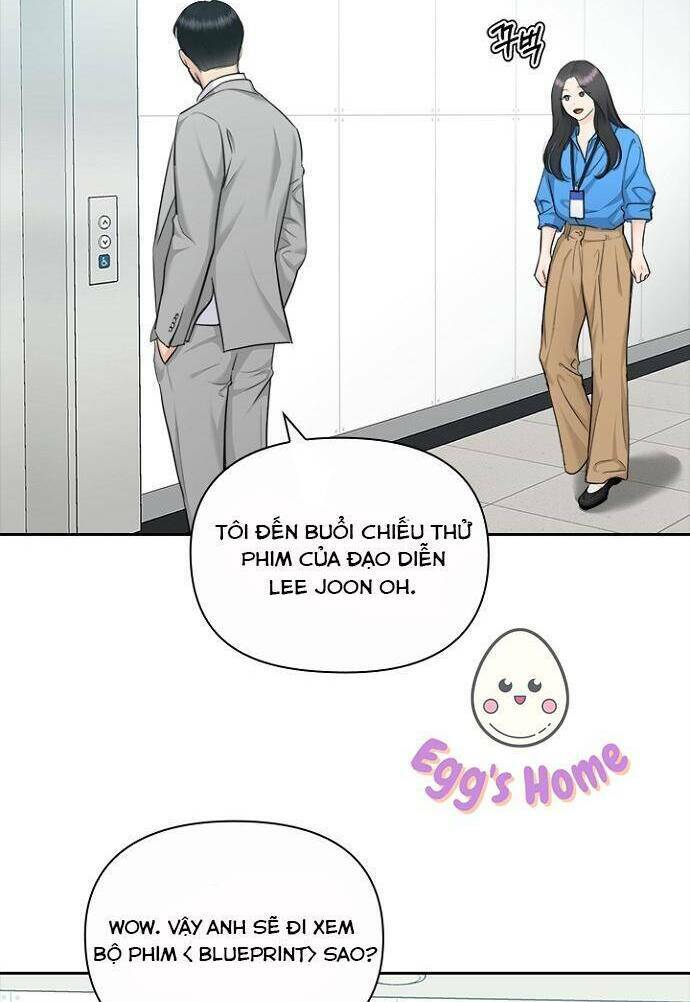 꾸벅
TÔI ĐẾN BUỔI CHIẾU THỬ
PHIM CỦA ĐẠO DIỄN
LEE JOON OH.
Egg's Home
WOW. VẬY ANH SẼ ĐI XEM
BỘ PHIM < BLUEPRINT> SAO?